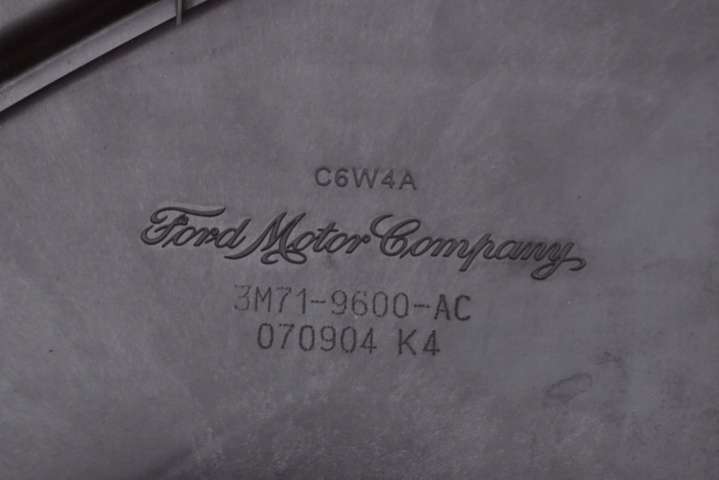 C6W4A
Ford Motor Company
3M71-9600-AC
070904 K4